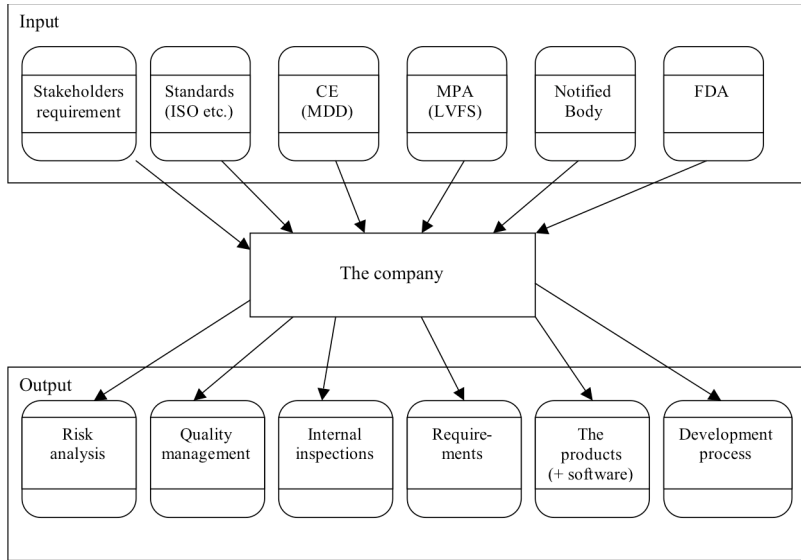 Input
Stakeholders
requirement
Standards
(ISO etc.)
CE
(MDD)
MPA
(LVFS)
Notified
Body
FDA
The company
Output
Risk
analysis
Quality
management
Internal
inspections
Require-
ments
The
products
(+ software)
Development
process